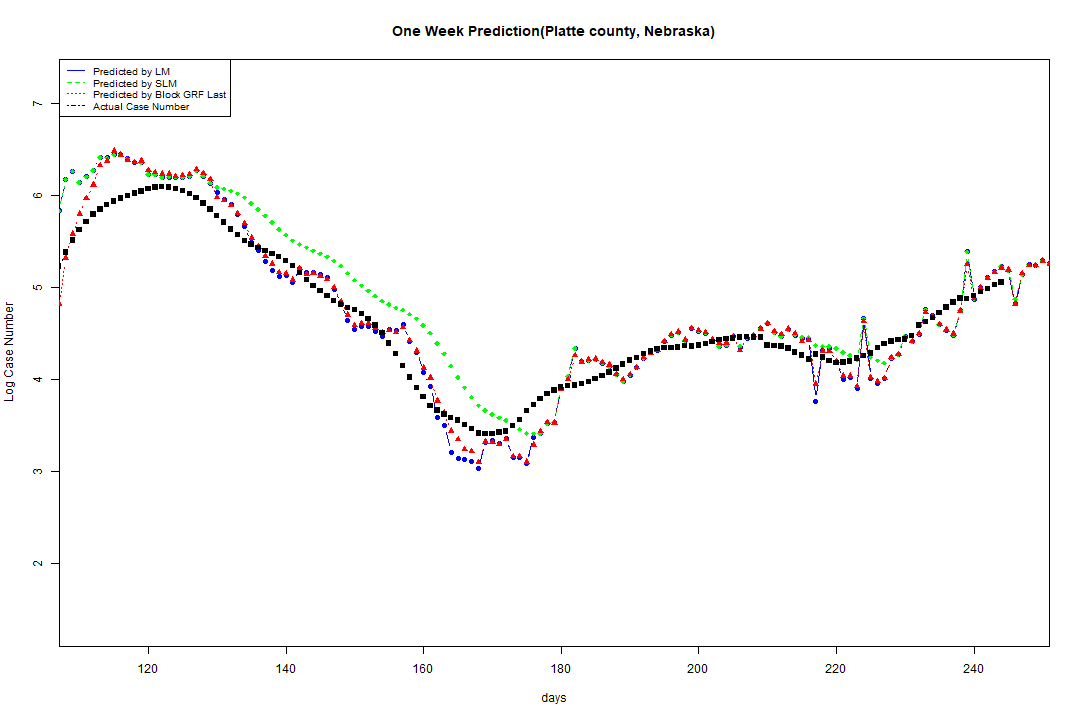 One Week Prediction(Platte county, Nebraska)
Predicted by LM
Predicted by SLM
Predicted by Block GRF Last
Actual Case Number
7
6
5
4
3
2
Log Case Number
120 140 160 180 200 220 240
days